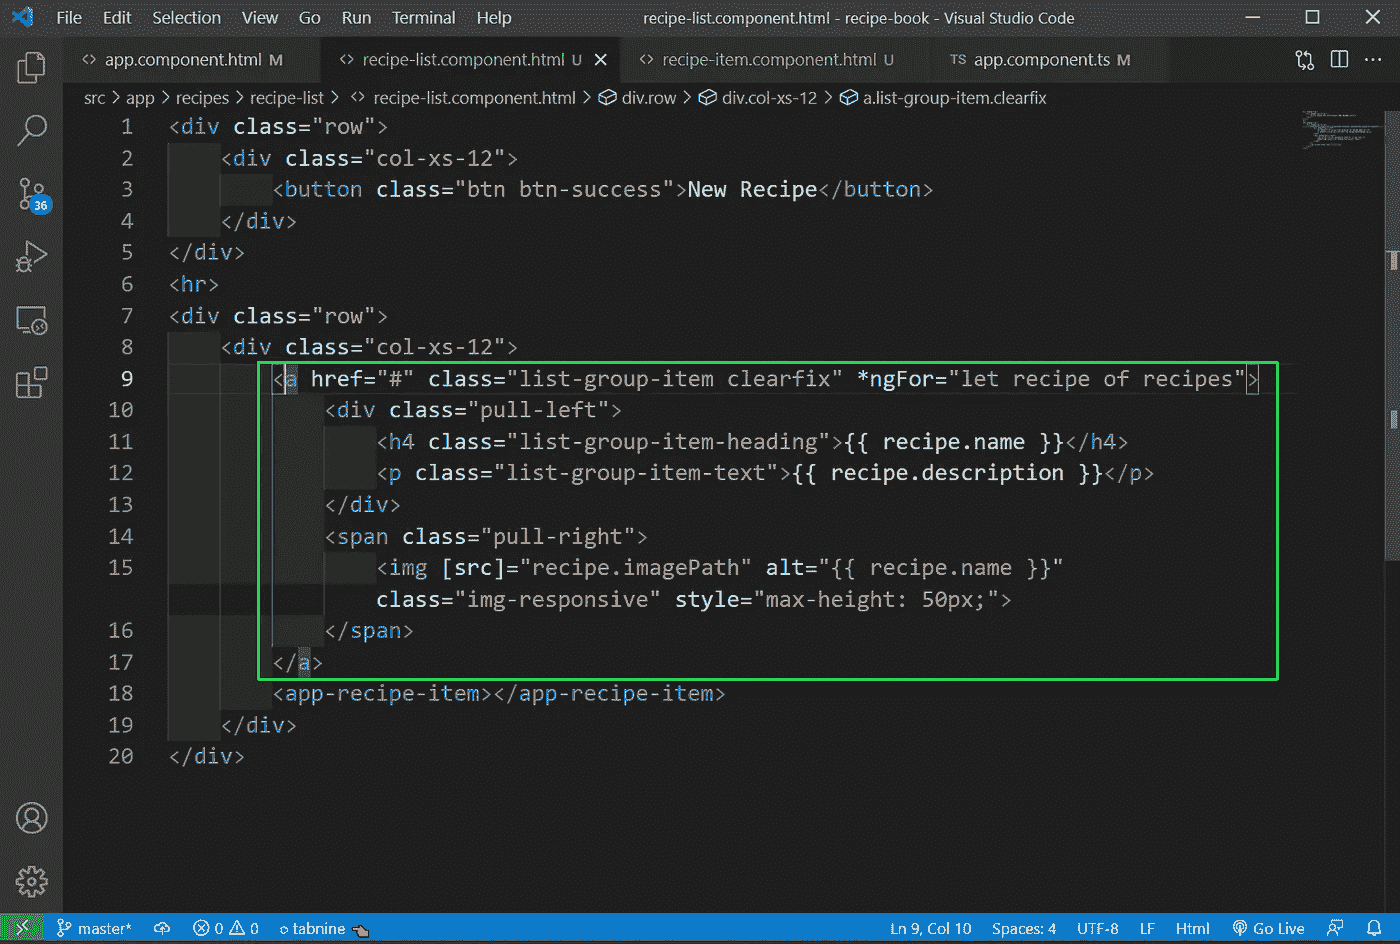 File Edit Selection View Go Run Terminal Help recipe-list.component.html - recipe-book - Visual Studio Code
<> app.component.html M <> recipe-list.component.html U <> recipe-item.component.html U TS app.component.ts M
src > app > recipes > recipe-list > <> recipe-list.component.html > div.row > div.col-xs-12 > a.list-group-item.clearfix
36
1 <div class="row">
2 <div class="col-xs-12">
3 <button class="btn btn-success">New Recipe</button>
4 </div>
5 </div>
6 <hr>
7 <div class="row">
8 <div class="col-xs-12">
9 <a href="#" class="list-group-item clearfix" *ngFor="let recipe of recipes">
10 <div class="pull-left">
11 <h4 class="list-group-item-heading">{{ recipe.name }}</h4>
12 <p class="list-group-item-text">{{ recipe.description }}</p>
13 </div>
14 <span class="pull-right">
15 <img [src]="recipe.imagePath" alt="{{ recipe.name }}"
class="img-responsive" style="max-height: 50px;">
16 </span>
17 </a>
18 <app-recipe-item></app-recipe-item>
19 </div>
20 </div>
master* 0 0 tabnine Ln 9, Col 10 Spaces: 4 UTF-8 LF Html Go Live